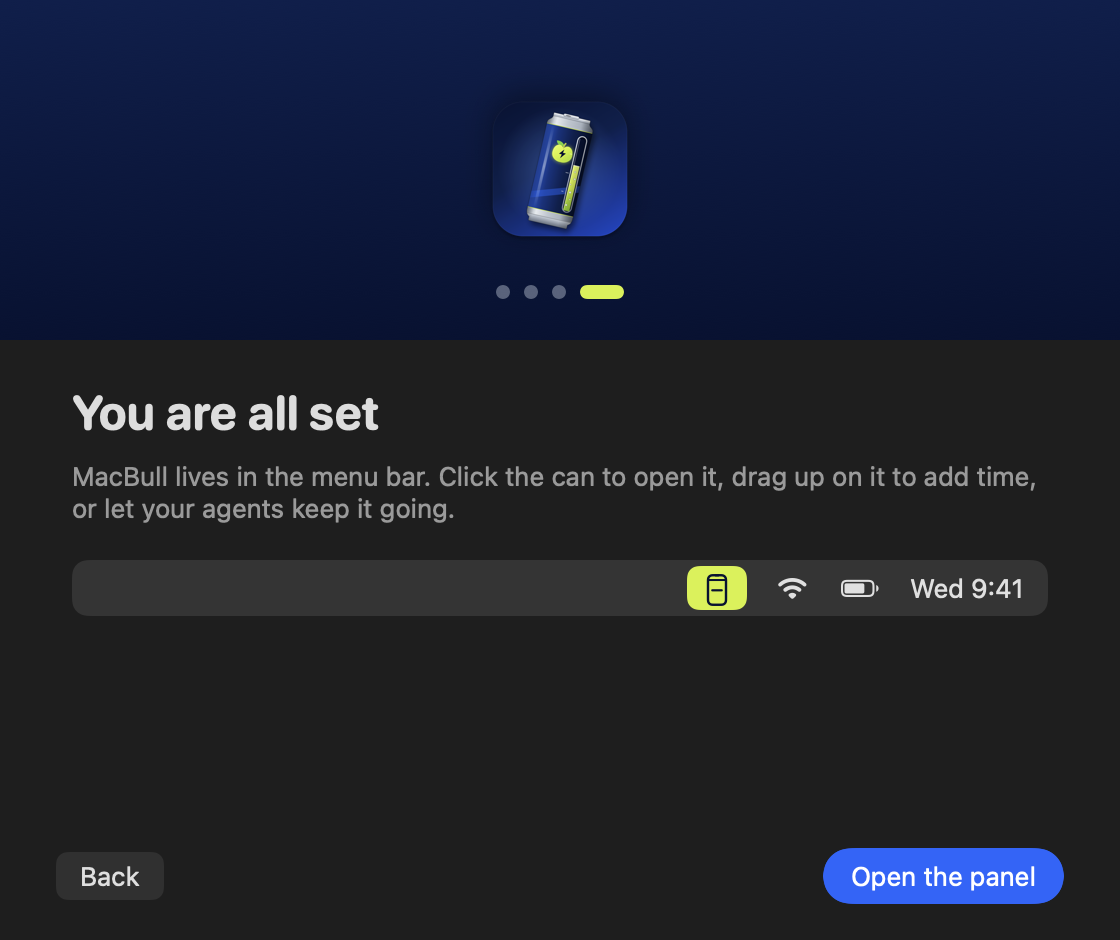 You are all set
MacBull lives in the menu bar. Click the can to open it, drag up on it to add time,
or let your agents keep it going.
Wed 9:41
Back
Open the panel